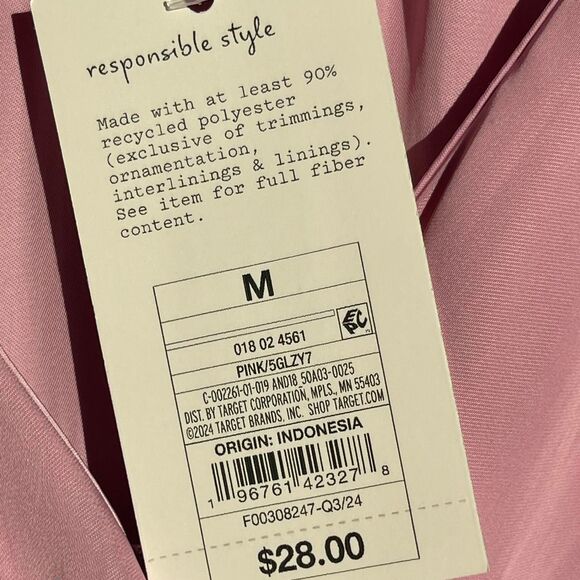 responsible style
Made with at least 90%
recycled polyester
(exclusive of trimmings,
ornamentation,
interlinings & linings).
See item for full fiber
content.
M
EPC
018 02 4561
PINK/5GLZY7
C-002261-01-019 AND18_50A03-0025
DIST. BY TARGET CORPORATION, MPLS., MN 55403
©2024 TARGET BRANDS, INC. SHOP TARGET.COM
ORIGIN: INDONESIA
1 96761 42327 8
F00308247-Q3/24
$28.00